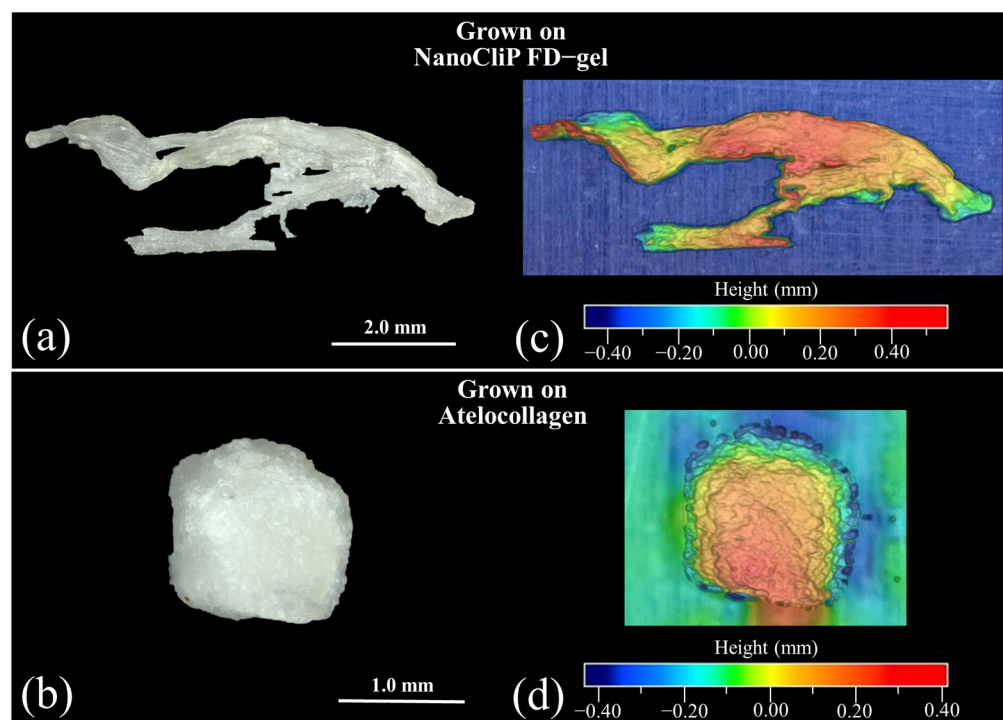 Grown on
NanoCliP FD−gel
(a)
2.0 mm
Height (mm)
(c)
−0.40 −0.20 0.00 0.20 0.40
Grown on
Atelocollagen
(b)
1.0 mm
Height (mm)
(d)
−0.40 −0.20 0.00 0.20 0.40